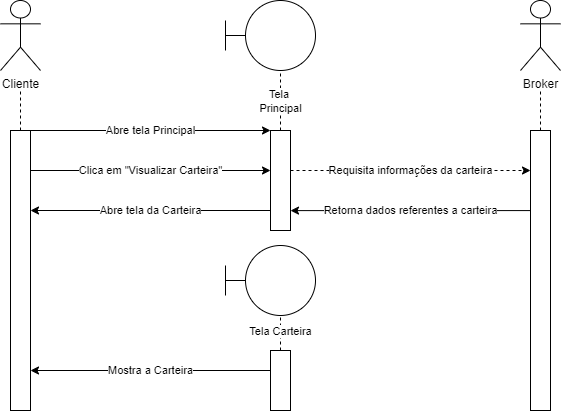 Cliente
Tela
Principal
Broker
Abre tela Principal
Clica em "Visualizar Carteira"
Requisita informações da carteira
Abre tela da Carteira
Retorna dados referentes a carteira
Tela Carteira
Mostra a Carteira